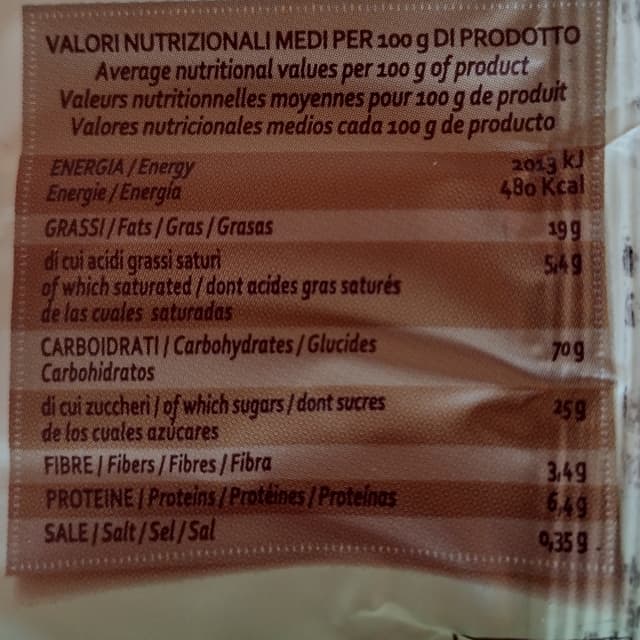 VALORI NUTRIZIONALI MEDI PER 100 g DI PRODOTTO
Average nutritional values per 100 g of product
Valeurs nutritionnelles moyennes pour 100 g de produit
Valores nutricionales medios cada 100 g de producto
ENERGIA / Energy 2013 kJ
Energie / Energía 480 Kcal
GRASSI / Fats / Gras / Grasas 19 g
di cui acidi grassi saturi 5,4 g
of which saturated / dont acides gras saturés
de las cuales saturadas
CARBOIDRATI / Carbohydrates / Glucides 70 g
Carbohidratos
di cui zuccheri / of which sugars / dont sucres 25 g
de los cuales azúcares
FIBRE / Fibers / Fibres / Fibra 3,4 g
PROTEINE / Proteins / Protéines / Proteínas 6,4 g
SALE / Salt / Sel / Sal 0,35 g